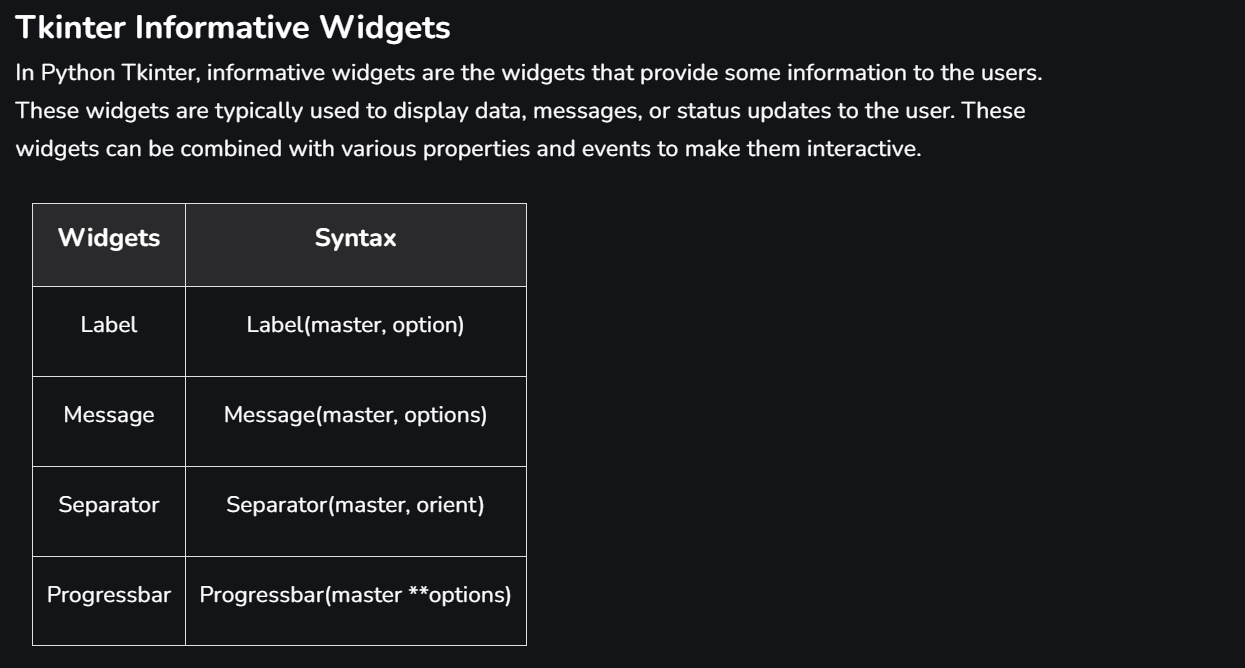 Tkinter Informative Widgets
In Python Tkinter, informative widgets are the widgets that provide some information to the users.
These widgets are typically used to display data, messages, or status updates to the user. These
widgets can be combined with various properties and events to make them interactive.
Widgets Syntax
Label Label(master, option)
Message Message(master, options)
Separator Separator(master, orient)
Progressbar Progressbar(master **options)